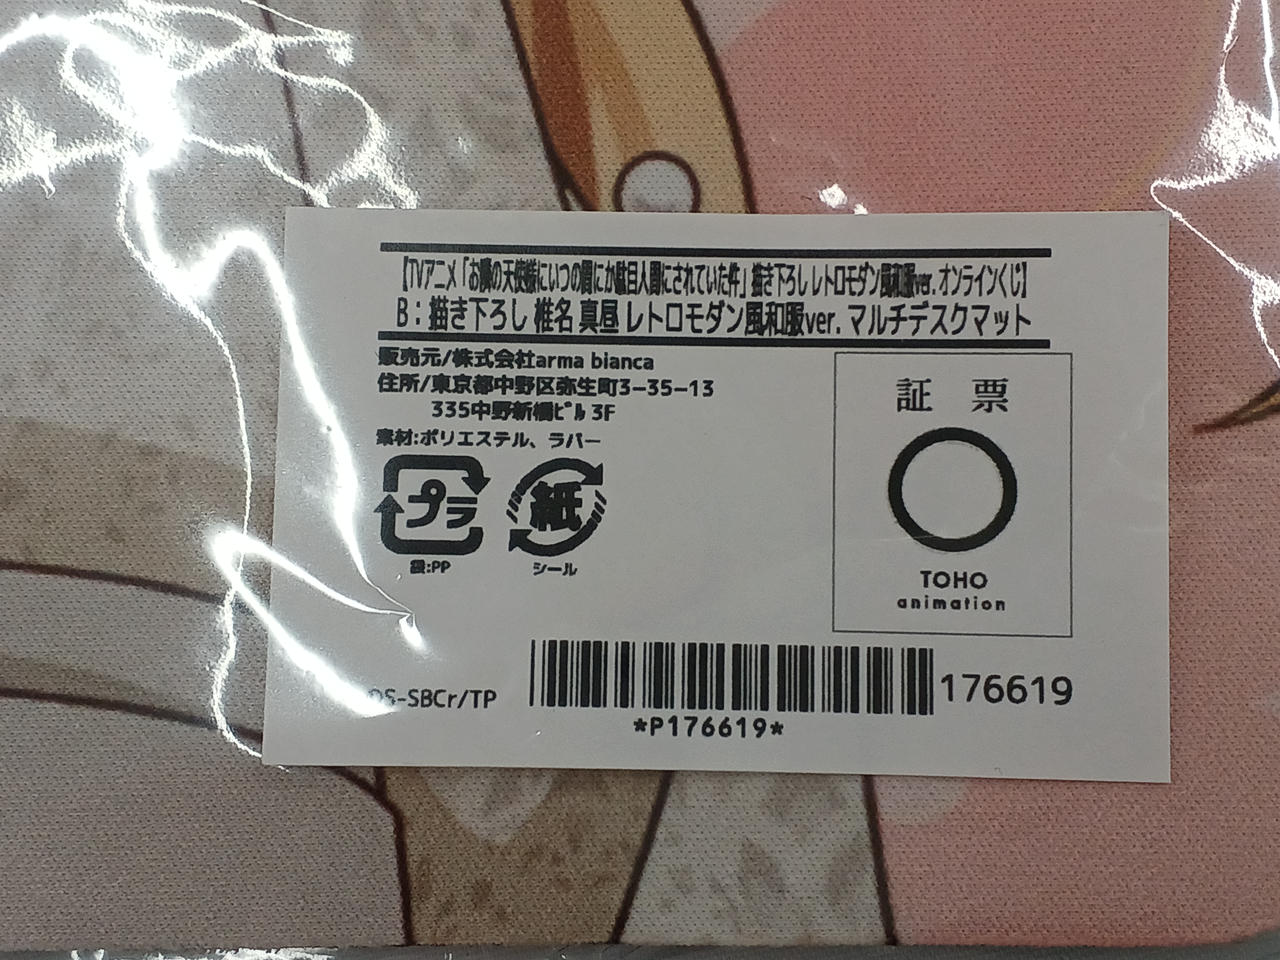 【TVアニメ「お隣の天使様にいつの間にか駄目人間にされていた件」描き下ろし レトロモダン風和服ver. オンラインくじ】
B：描き下ろし 椎名 真昼 レトロモダン風和服ver. マルチデスクマット
販売元/株式会社arma bianca
住所/東京都中野区弥生町3-35-13
335中野新橋ビル 3F
素材:ポリエステル、ラバー
プラ
紙
袋:PP
シール
証 票
TOHO
animation
-SBCr/TP
176619
*P176619*